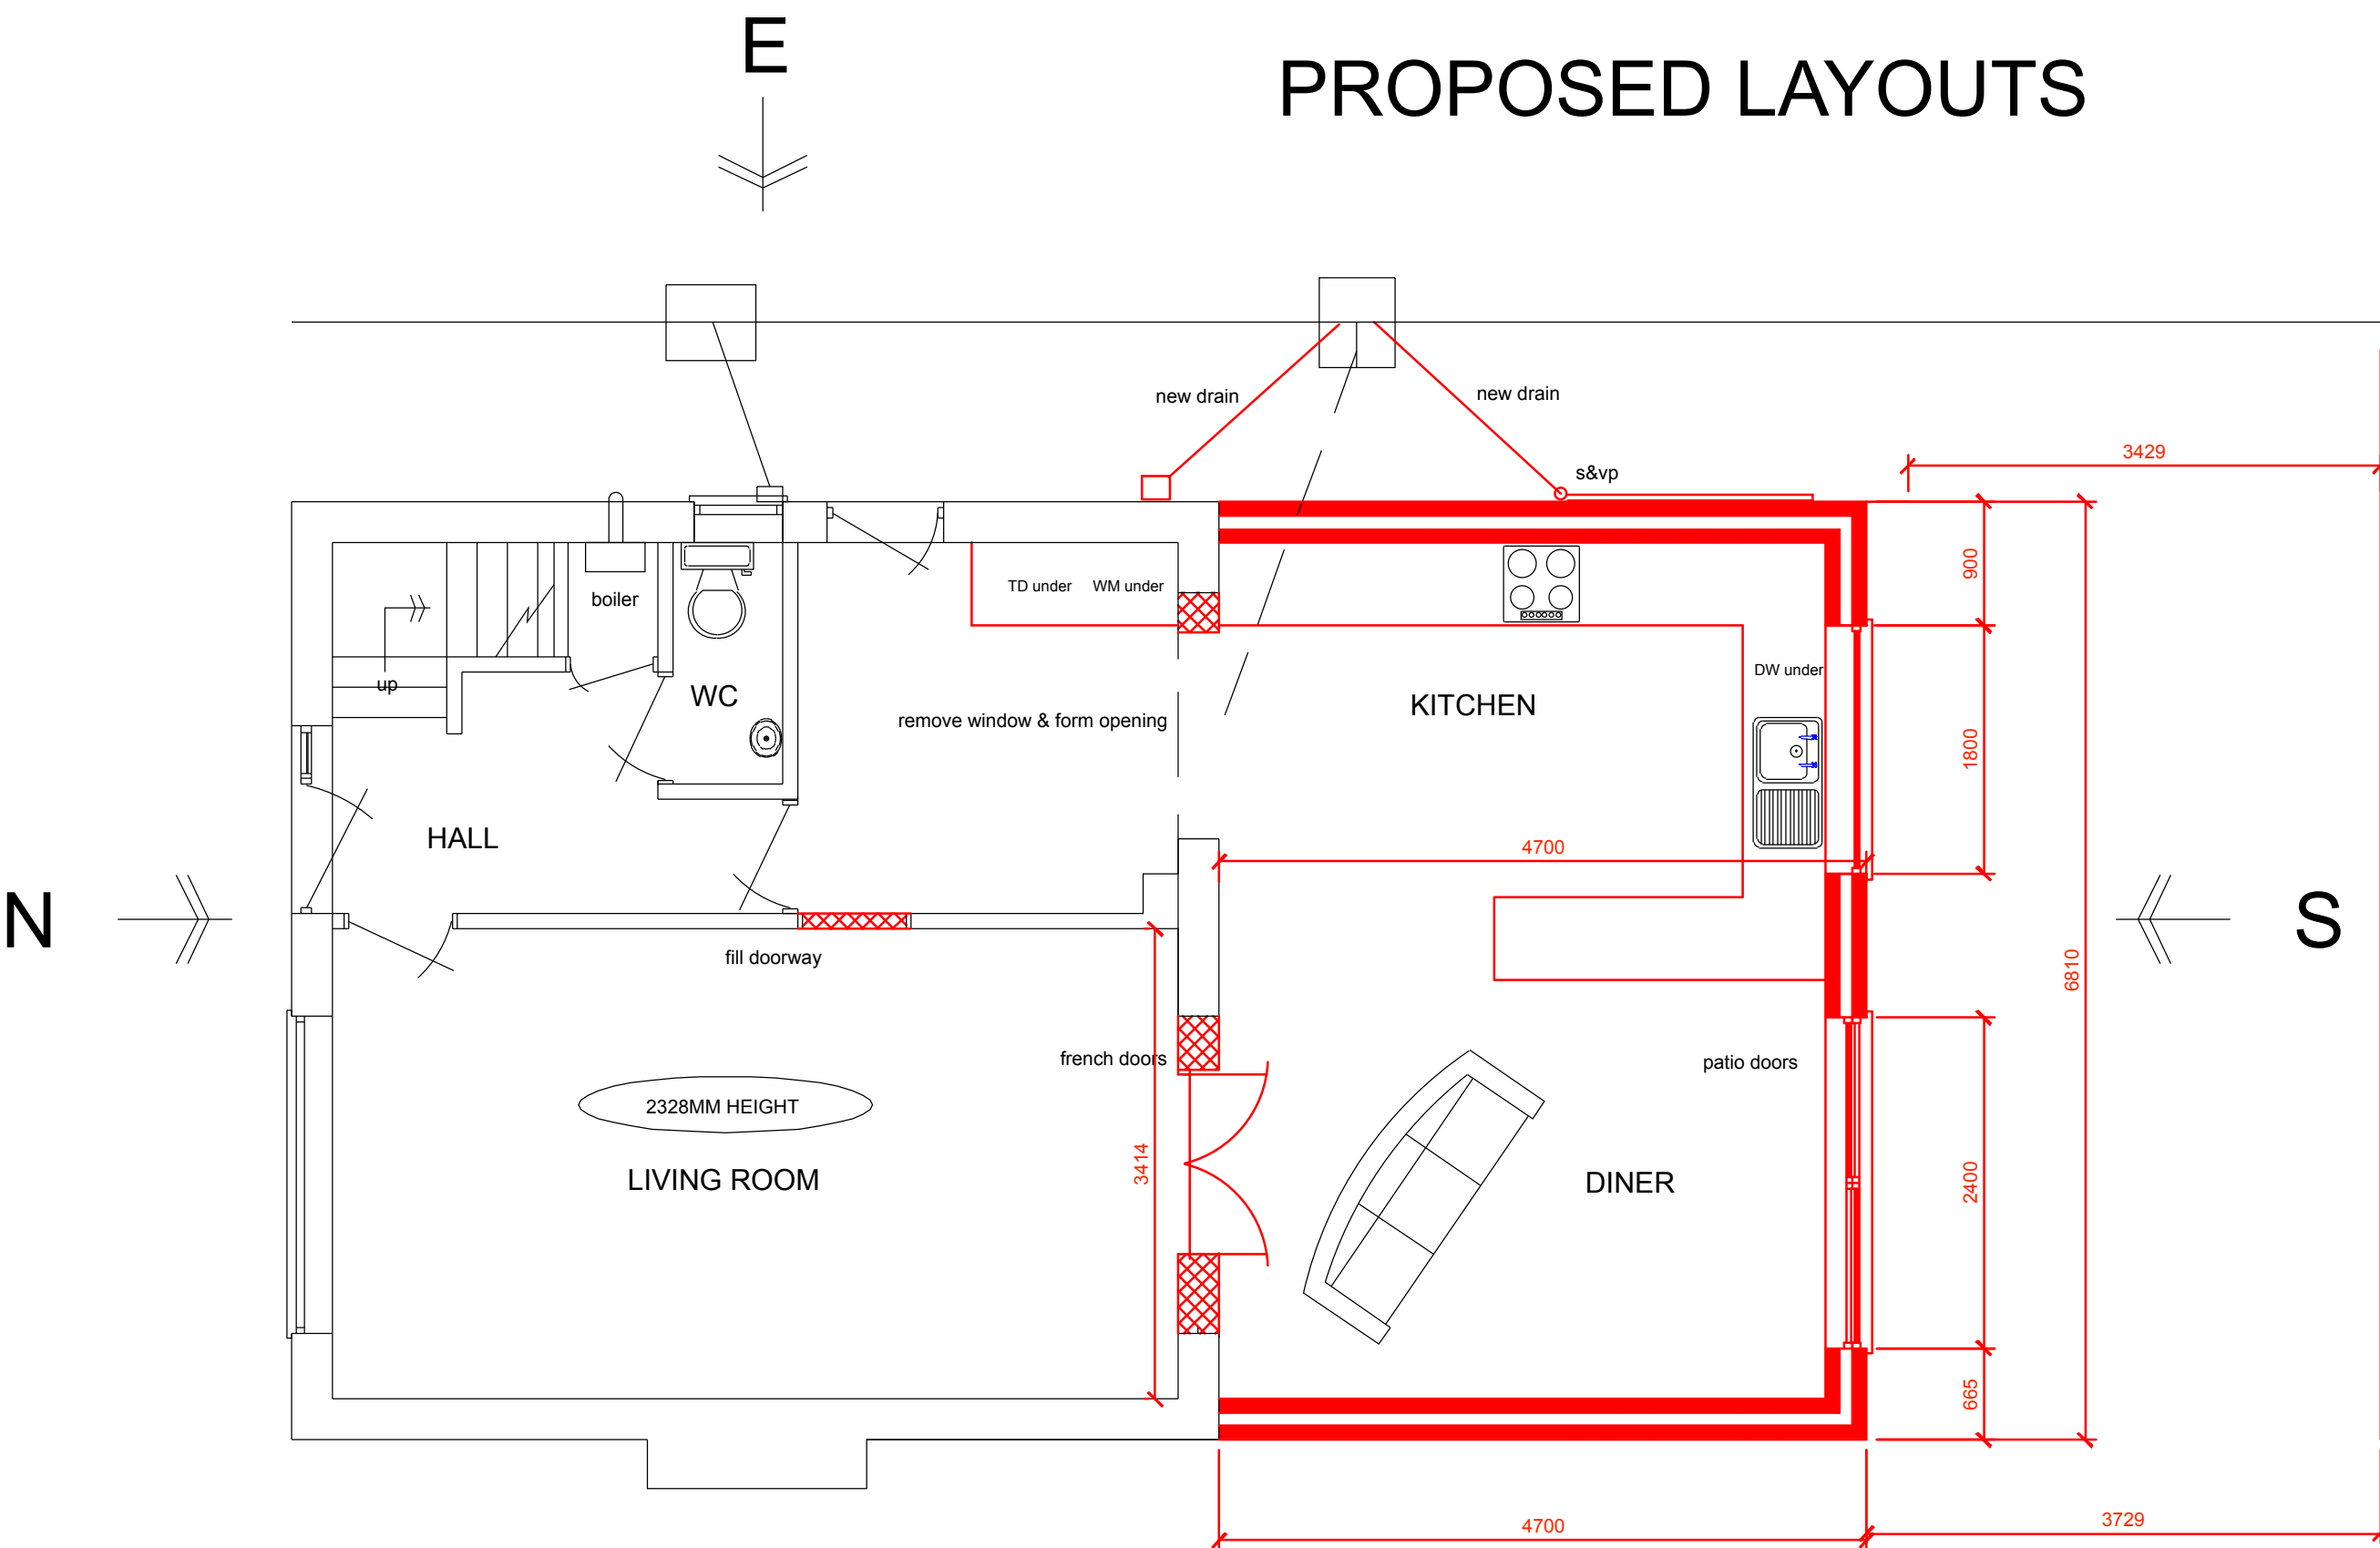 E
PROPOSED LAYOUTS
new drain
new drain
s&vp
3429
TD under
WM under
boiler
up
WC
remove window & form opening
KITCHEN
DW under
900
1800
HALL
4700
N
S
fill doorway
6810
french doors
patio doors
2328MM HEIGHT
LIVING ROOM
3414
DINER
2400
665
4700
3729